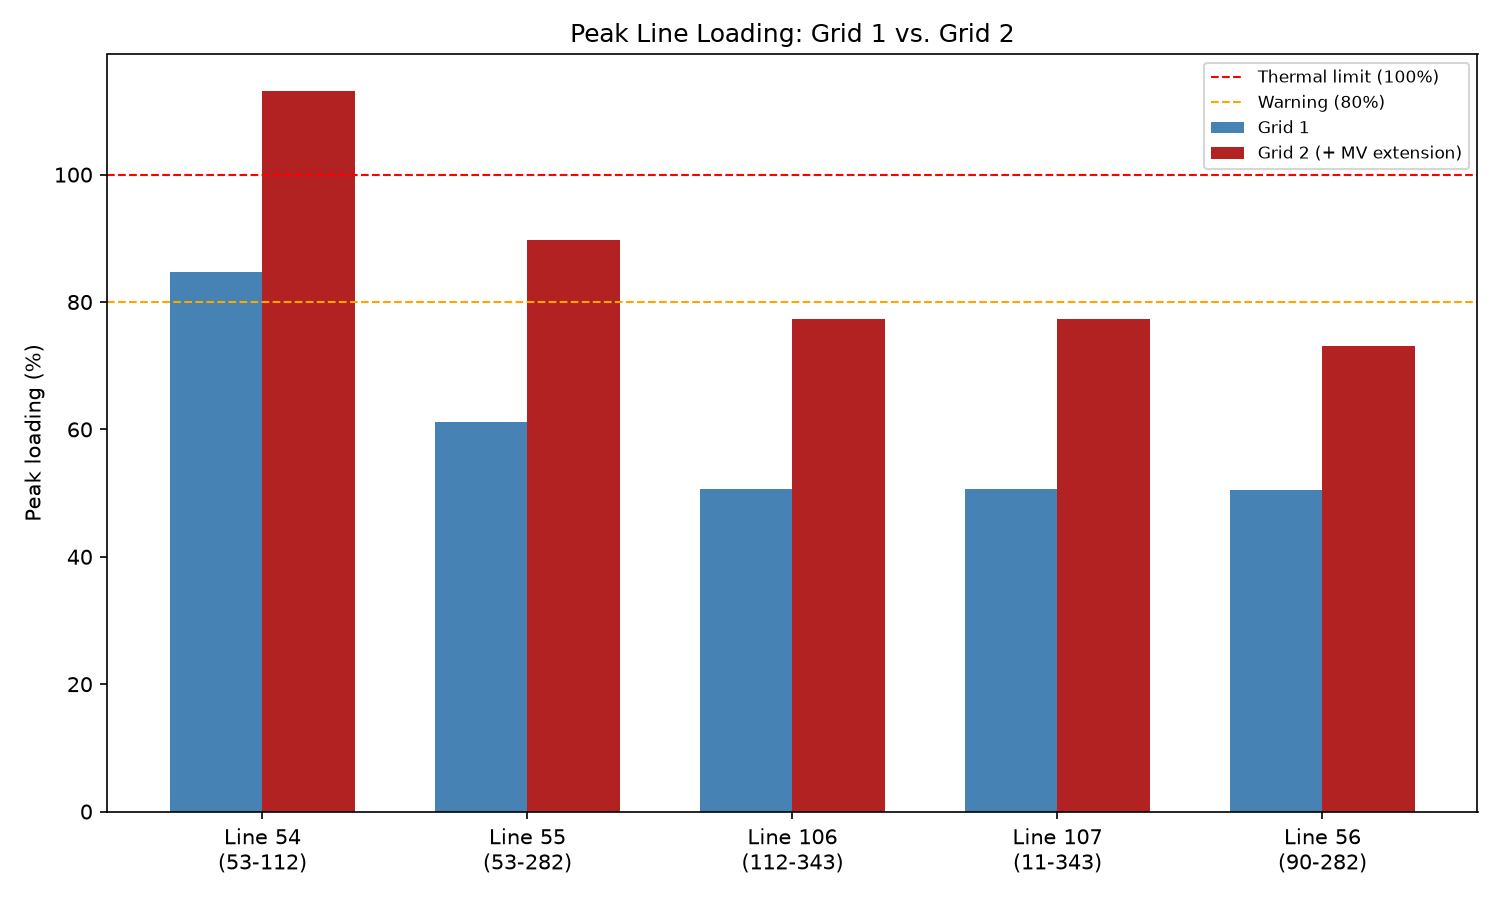 Peak Line Loading: Grid 1 vs. Grid 2
Thermal limit (100%)
Warning (80%)
Grid 1
Grid 2 (+ MV extension)
Peak loading (%)
100
80
60
40
20
0
Line 54
(53-112)
Line 55
(53-282)
Line 106
(112-343)
Line 107
(11-343)
Line 56
(90-282)